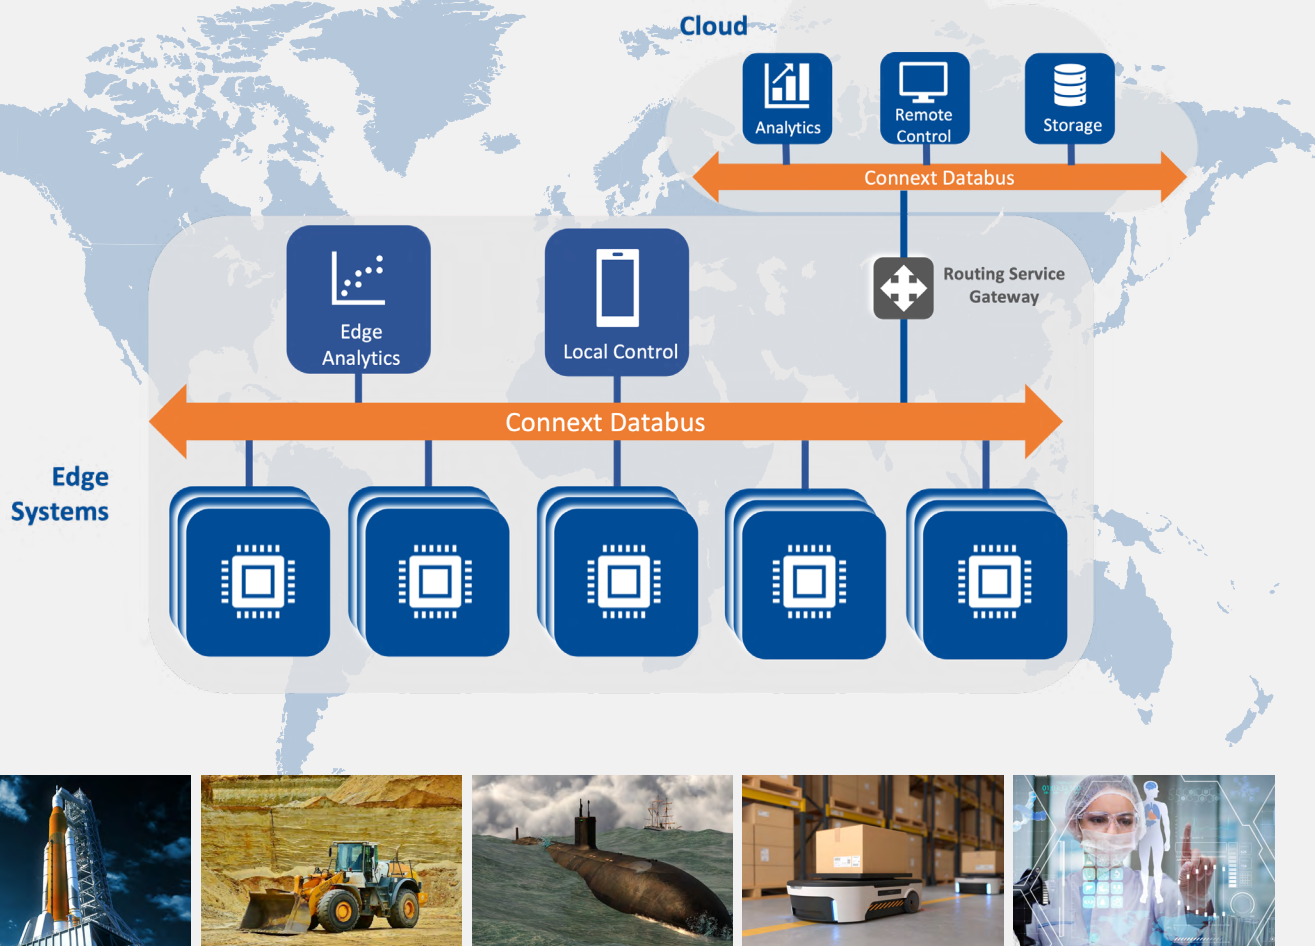 Cloud
Analytics
Remote
Control
Storage
Connext Databus
Routing Service
Gateway
Edge
Analytics
Local Control
Connext Databus
Edge
Systems